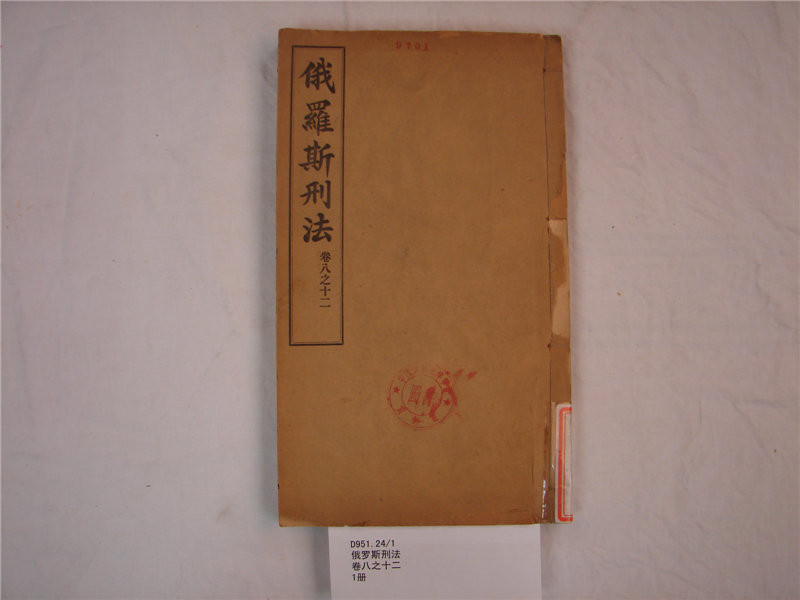 9701
俄羅斯刑法
卷八之十二
D951.24/1
俄罗斯刑法
卷八之十二
1册